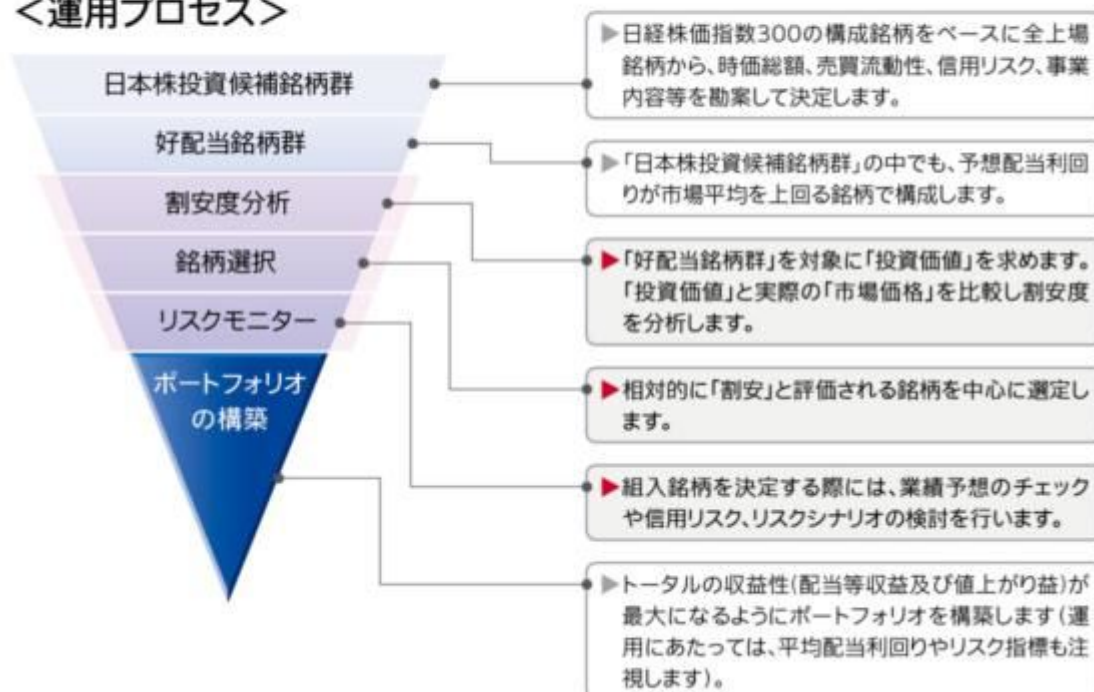 ＜運用プロセス＞
日本株投資候補銘柄群
好配当銘柄群
割安度分析
銘柄選択
リスクモニター
ポートフォリオ
の構築
▶日経株価指数300の構成銘柄をベースに全上場
銘柄から、時価総額、売買流動性、信用リスク、事業
内容等を勘案して決定します。
▶「日本株投資候補銘柄群」の中でも、予想配当利回
りが市場平均を上回る銘柄で構成します。
▶「好配当銘柄群」を対象に「投資価値」を求めます。
「投資価値」と実際の「市場価格」を比較し割安度
を分析します。
▶相対的に「割安」と評価される銘柄を中心に選定し
ます。
▶組入銘柄を決定する際には、業績予想のチェック
や信用リスク、リスクシナリオの検討を行います。
▶トータルの収益性(配当等収益及び値上がり益)が
最大になるようにポートフォリオを構築します(運
用にあたっては、平均配当利回りやリスク指標も注
視します)。